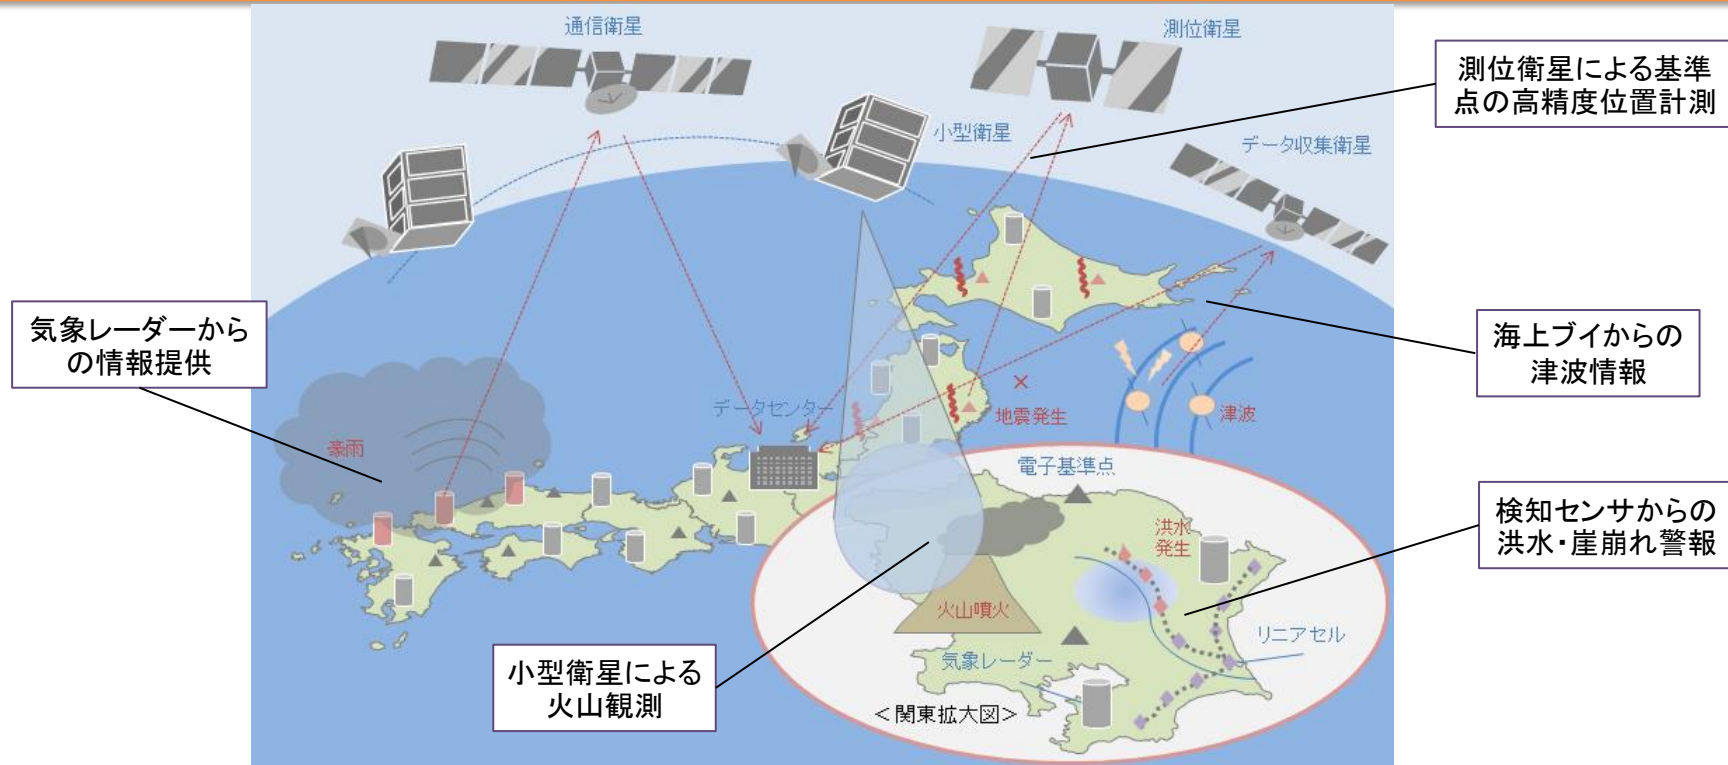 通信衛星
測位衛星
測位衛星による基準
点の高精度位置計測
小型衛星
データ収集衛星
気象レーダーから
の情報提供
海上ブイからの
津波情報
データセンター
地震発生
津波
豪雨
電子基準点
洪水
発生
検知センサからの
洪水・崖崩れ警報
火山噴火
リニアセル
小型衛星による
火山観測
気象レーダー
＜関東拡大図＞